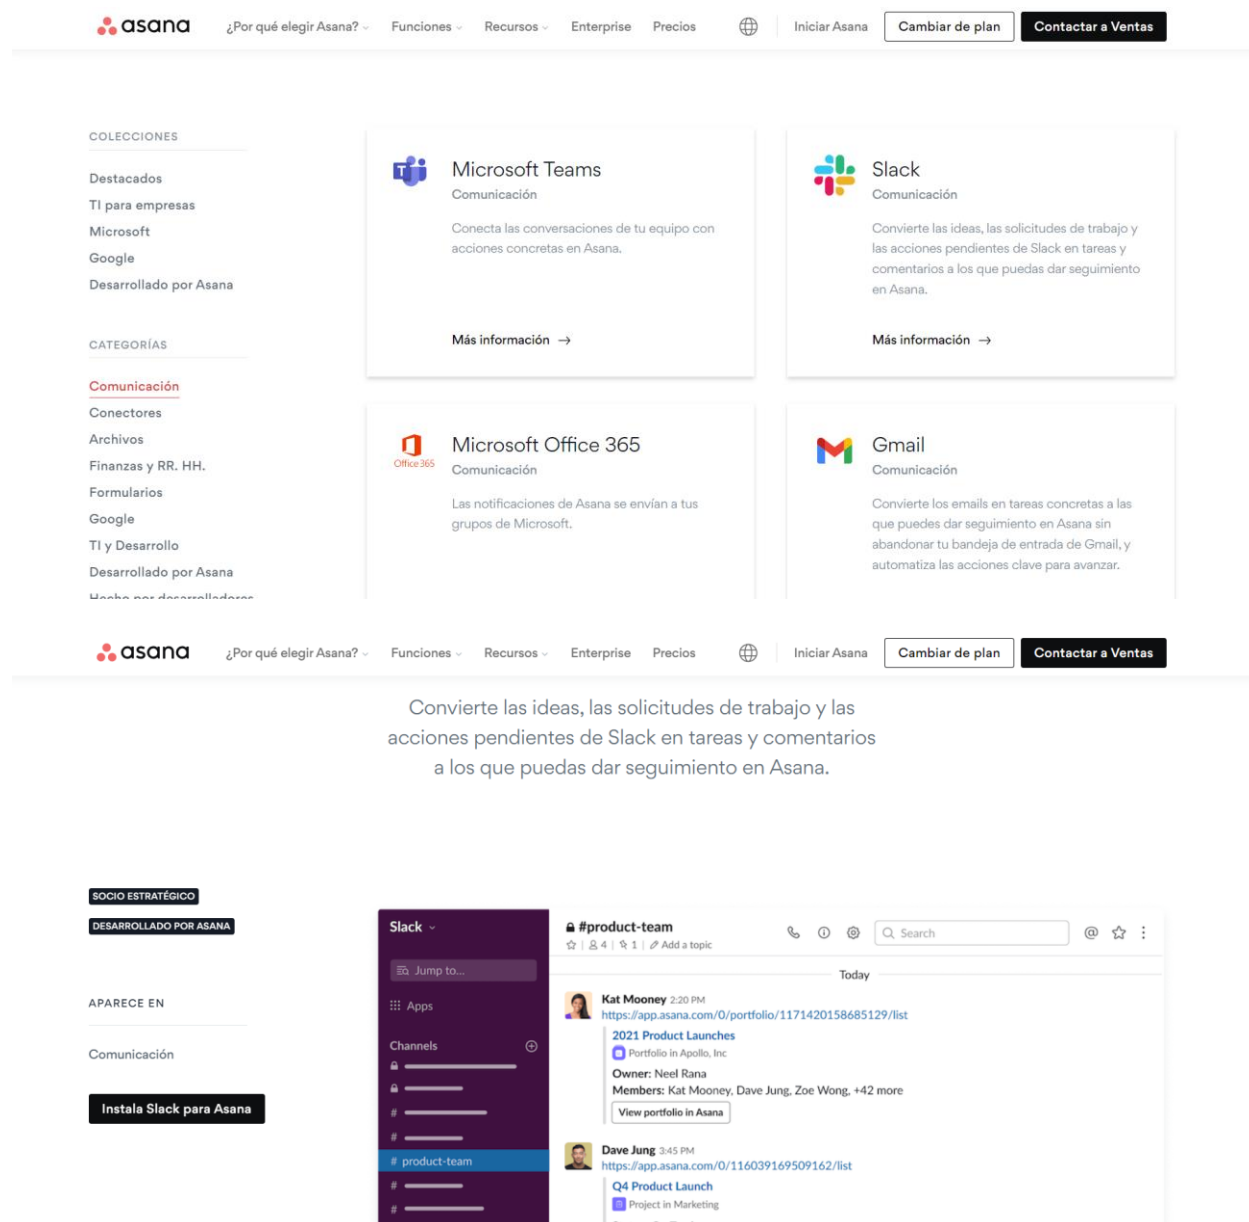 asana
¿Por qué elegir Asana?
Funciones
Recursos
Enterprise
Precios
Iniciar Asana
Cambiar de plan
Contactar a Ventas
COLECCIONES
Destacados
TI para empresas
Microsoft
Google
Desarrollado por Asana
CATEGORÍAS
Comunicación
Conectores
Archivos
Finanzas y RR. HH.
Formularios
Google
TI y Desarrollo
Desarrollado por Asana
Hecho por desarrolladores
Microsoft Teams
Comunicación
Conecta las conversaciones de tu equipo con
acciones concretas en Asana.
Más información →
Slack
Comunicación
Convierte las ideas, las solicitudes de trabajo y
las acciones pendientes de Slack en tareas y
comentarios a los que puedas dar seguimiento
en Asana.
Más información →
Office 365
Microsoft Office 365
Comunicación
Las notificaciones de Asana se envían a tus
grupos de Microsoft.
Gmail
Comunicación
Convierte los emails en tareas concretas a las
que puedes dar seguimiento en Asana sin
abandonar tu bandeja de entrada de Gmail, y
automatiza las acciones clave para avanzar.
asana
¿Por qué elegir Asana?
Funciones
Recursos
Enterprise
Precios
Iniciar Asana
Cambiar de plan
Contactar a Ventas
Convierte las ideas, las solicitudes de trabajo y las
acciones pendientes de Slack en tareas y comentarios
a los que puedas dar seguimiento en Asana.
SOCIO ESTRATÉGICO
DESARROLLADO POR ASANA
APARECE EN
Comunicación
Instala Slack para Asana
Slack
Jump to...
Apps
Channels
#
#
# product-team
#
#
#product-team
4 | 1 | Add a topic
Search
@
Today
Kat Mooney 2:20 PM
https://app.asana.com/0/portfolio/1171420158685129/list
2021 Product Launches
Portfolio in Apollo, Inc
Owner: Neel Rana
Members: Kat Mooney, Dave Jung, Zoe Wong, +42 more
View portfolio in Asana
Dave Jung 3:45 PM
https://app.asana.com/0/116039169509162/list
Q4 Product Launch
Project in Marketing